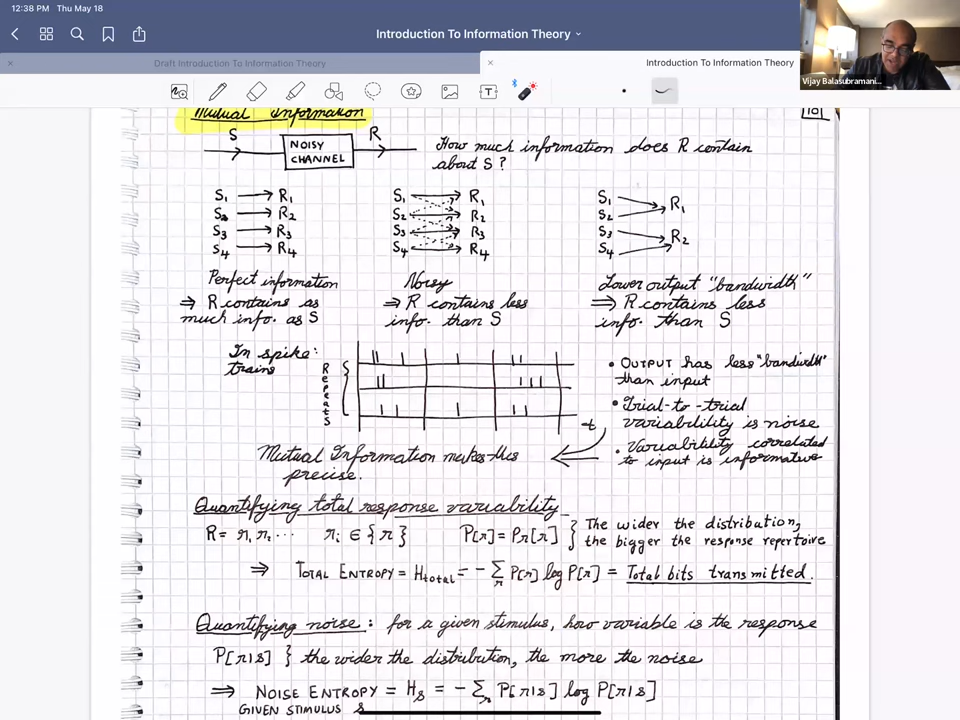 12:38 PM Thu May 18
Introduction To Information Theory
Draft Introduction To Information Theory
Introduction To Information Theory
Vijay Balasubramani...
Mutual Information
10
S
R
NOISY
CHANNEL
How much information does R contain
about S?
S1 → R1
S2 → R2
S3 → R3
S4 → R4
S1 R1
S2 R2
S3 R3
S4 R4
S1
S2 R1
S3
S4 R2
Perfect information
⇒ R contains as
much info. as S
Noisy
⇒ R contains less
info. than S
Lower output "bandwidth"
⇒ R contains less
info. than S
In spike
trains
:
Repeats
t
• OUTPUT has less "bandwidth"
than input
• Trial-to-trial
variablility is noise
• Variability correlated
to input is informative
Mutual Information makes this
precise.
Quantifying total response variability
R = r1, r2 ... ri ∈ {r} P[r] = PR[r] } The wider the distribution,
the bigger the response repertoire
⇒ TOTAL ENTROPY = Htotal = - Σr P[r] log P[r] = Total bits transmitted.
Quantifying noise: for a given stimulus, how variable is the response
P[r|s] } the wider the distribution, the more the noise
⇒ NOISE ENTROPY = Hs = - Σr P[r|s] log P[r|s]
GIVEN STIMULUS s